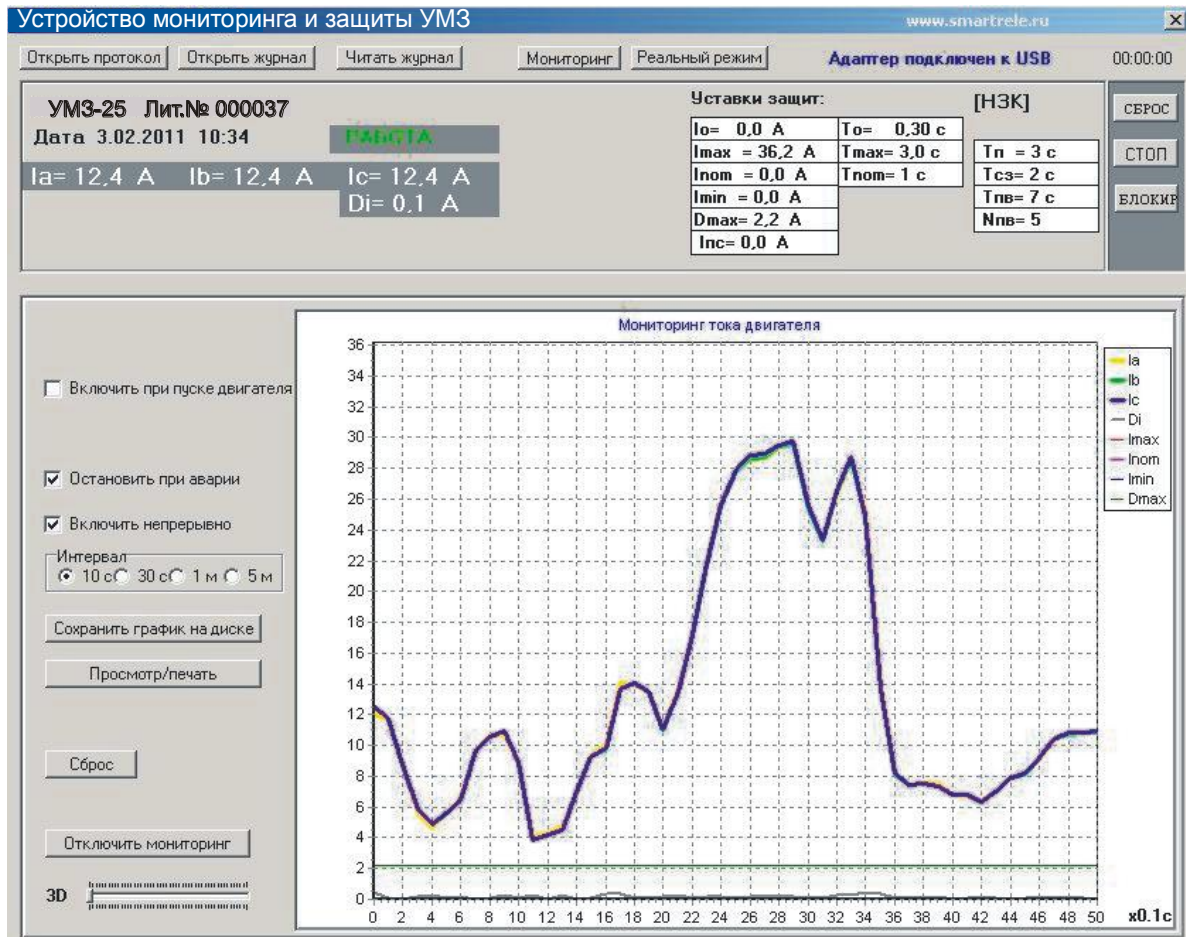 Устройство мониторинга и защиты УМЗ www.smartrele.ru
Открыть протокол Открыть журнал Читать журнал Мониторинг Реальный режим Адаптер подключен к USB 00:00:00
УМЗ-25 Лит.№ 000037
Дата 3.02.2011 10:34 РАБОТА
Ia= 12,4 A Ib= 12,4 A Ic= 12,4 A
Di= 0,1 A
Уставки защит: [НЗК]
Io= 0,0 A To= 0,30 с
Imax = 36,2 A Tmax= 3,0 с Тп = 3 с
Inom = 0,0 A Tnom= 1 с Тсз= 2 с
Imin = 0,0 A Тпв= 7 с
Dmax= 2,2 A Nпв= 5
Iпс= 0,0 A
СБРОС
СТОП
БЛОКИР
Включить при пуске двигателя
Остановить при аварии
Включить непрерывно
Интервал
10 с 30 с 1 м 5 м
Сохранить график на диске
Просмотр/печать
Сброс
Отключить мониторинг
3D
Мониторинг тока двигателя
36
34
32
30
28
26
24
22
20
18
16
14
12
10
8
6
4
2
0
0 2 4 6 8 10 12 14 16 18 20 22 24 26 28 30 32 34 36 38 40 42 44 46 48 50 x0.1с
Ia
Ib
Ic
Di
Imax
Inom
Imin
Dmax